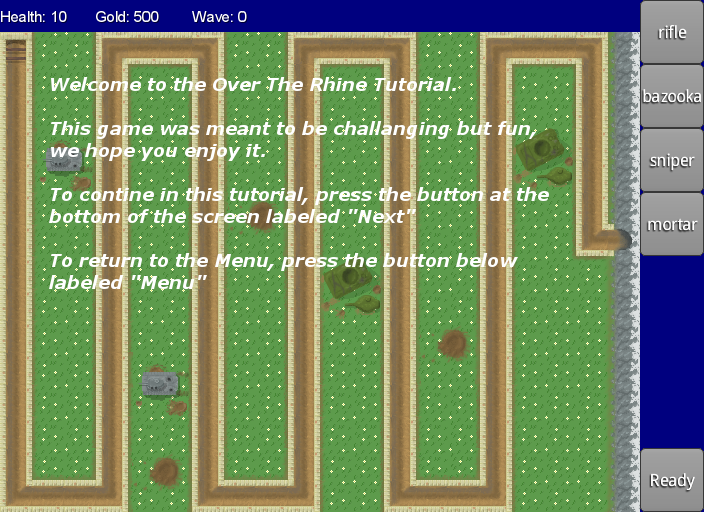 Health: 10 Gold: 500 Wave: 0
rifle
bazooka
sniper
mortar
Welcome to the Over The Rhine Tutorial.
This game was meant to be challanging but fun,
we hope you enjoy it.
To contine in this tutorial, press the button at the
bottom of the screen labeled "Next"
To return to the Menu, press the button below
labeled "Menu"
Ready